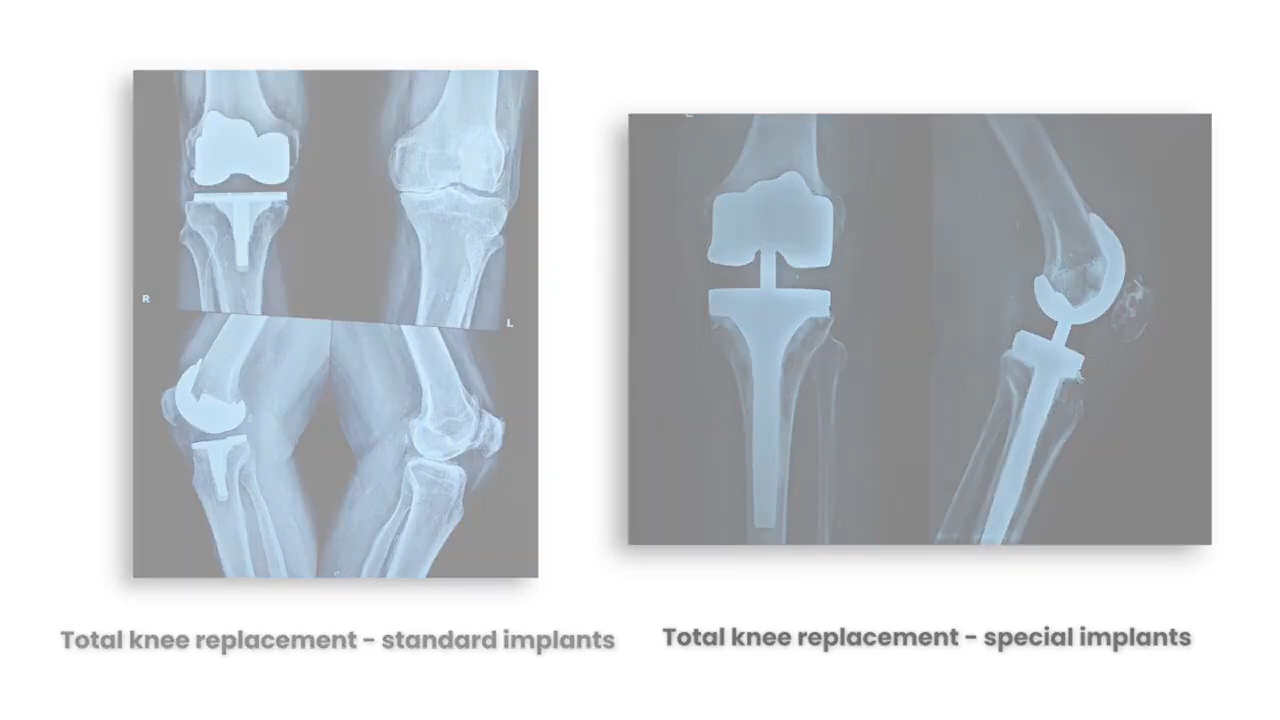 R
L
Total knee replacement - standard implants
Total knee replacement - special implants